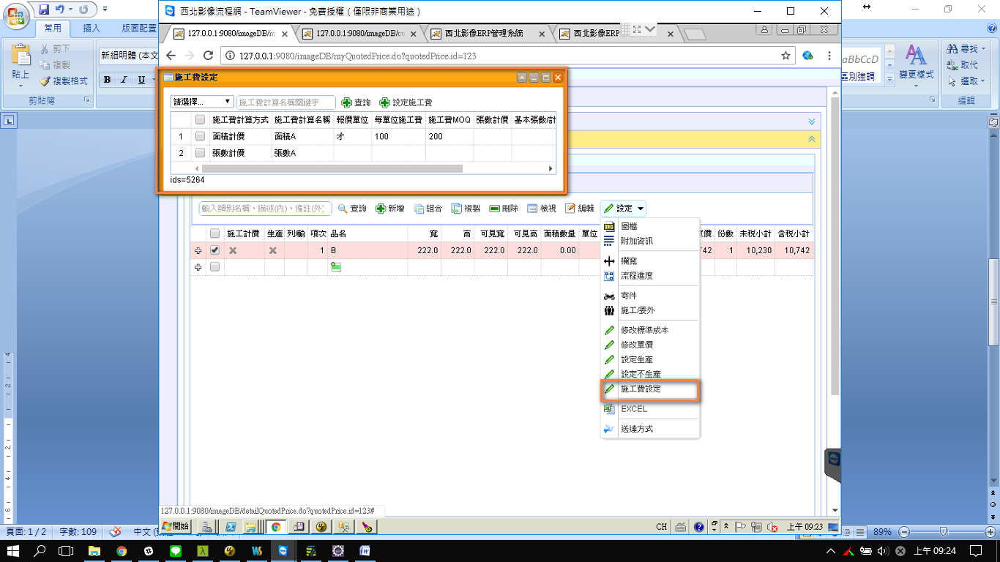 西北影像流程網 - TeamViewer - 免費授權（僅限非商業用途）
常用 插入 版面配置
127.0.0.1:9080/imageDB/m
127.0.0.1:9080/imageDB/cu
西北影像ERP管理系統
西北影像ERP
127.0.0.1:9080/imageDB/myQuotedPrice.do?quotedPrice.id=123
貼上
剪下
複製
複製格式
剪貼簿
新細明體 (本文
B I U
BbCcD
區別強調
變更樣式
尋找
取代
選取
編輯
施工費設定
請選擇...
施工費計算名稱關鍵字
查詢
設定施工費
施工費計算方式 施工費計算名稱 報價單位 每單位施工費 施工費MOQ 張數計價 基本張數/計
1 面積計價 面積A 才 100 200
2 張數計價 張數A
ids=5264
輸入類別名稱、描述(內)、備註(外)
查詢 新增 組合 複製 刪除 檢視 編輯 設定
施工計價 生產 列/輸 項次 品名 寬 高 可見寬 可見高 面積數量 單位 單價 份數 未稅小計 含稅小計
1 B 222.0 222.0 222.0 222.0 0.00 742 1 10,230 10,742
圖檔
附加資訊
欄寬
流程進度
寄件
施工/委外
修改標準成本
修改單價
設定生產
設定不生產
施工費設定
EXCEL
送達方式
127.0.0.1:9080/imageDB/detailQuotedPrice.do?quotedPrice.id=123#
開始
CH
上午 09:23
頁面: 1 / 2 字數: 109 中文 (
89%
上午 09:24